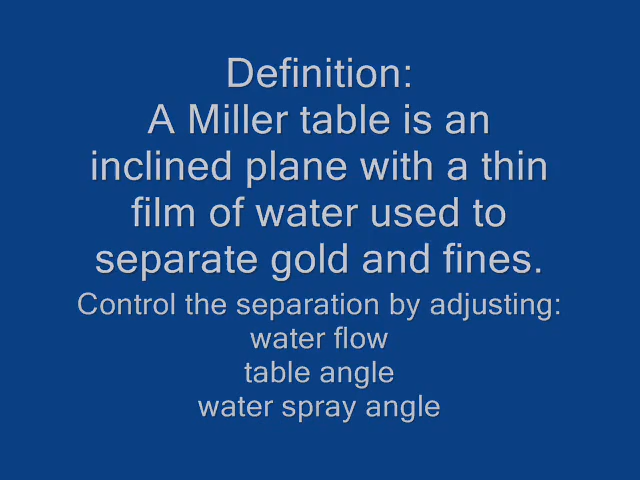 Definition:
A Miller table is an
inclined plane with a thin
film of water used to
separate gold and fines.
Control the separation by adjusting:
water flow
table angle
water spray angle